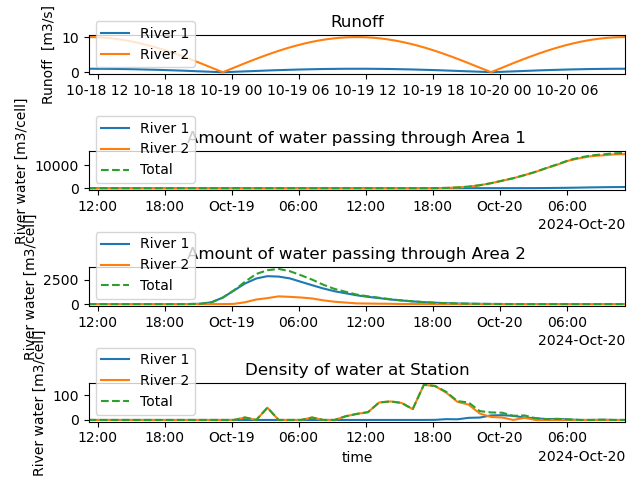 Runoff
Runoff [m3/s]
10
0
River 1
River 2
10-18 12 10-18 18 10-19 00 10-19 06 10-19 12 10-19 18 10-20 00 10-20 06
Amount of water passing through Area 1
River water [m3/cell]
10000
0
River 1
River 2
Total
12:00 18:00 Oct-19 06:00 12:00 18:00 Oct-20 06:00
2024-Oct-20
Amount of water passing through Area 2
River water [m3/cell]
2500
0
River 1
River 2
Total
12:00 18:00 Oct-19 06:00 12:00 18:00 Oct-20 06:00
2024-Oct-20
Density of water at Station
River water [m3/cell]
100
0
River 1
River 2
Total
12:00 18:00 Oct-19 06:00 12:00 18:00 Oct-20 06:00
time
2024-Oct-20